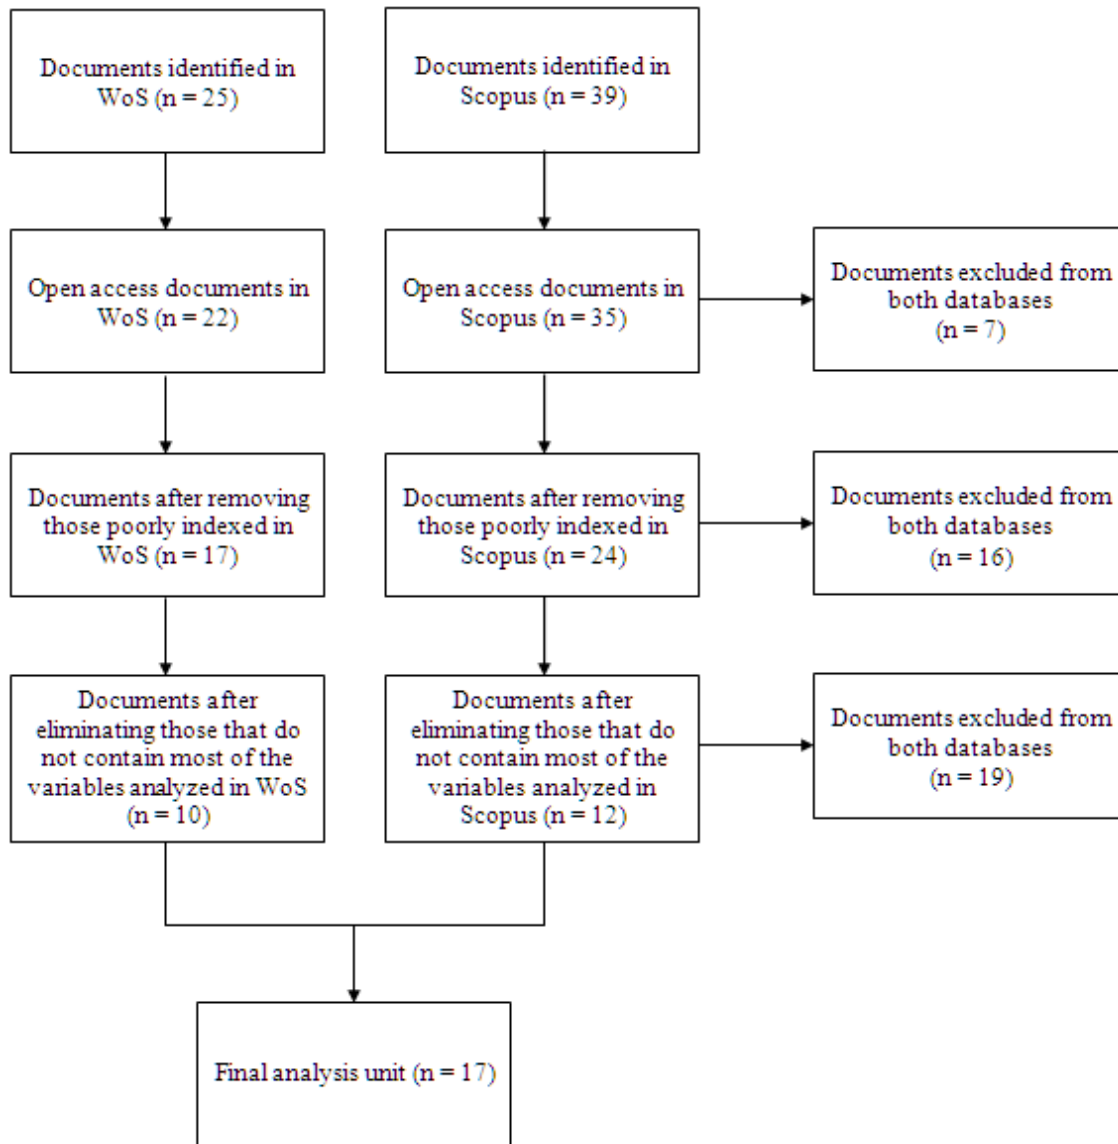 Documents identified in
WoS (n = 25)
Documents identified in
Scopus (n = 39)
Open access documents in
WoS (n = 22)
Open access documents in
Scopus (n = 35)
Documents excluded from
both databases
(n = 7)
Documents after removing
those poorly indexed in
WoS (n = 17)
Documents after removing
those poorly indexed in
Scopus (n = 24)
Documents excluded from
both databases
(n = 16)
Documents after
eliminating those that do
not contain most of the
variables analyzed in WoS
(n = 10)
Documents after
eliminating those that do
not contain most of the
variables analyzed in
Scopus (n = 12)
Documents excluded from
both databases
(n = 19)
Final analysis unit (n = 17)